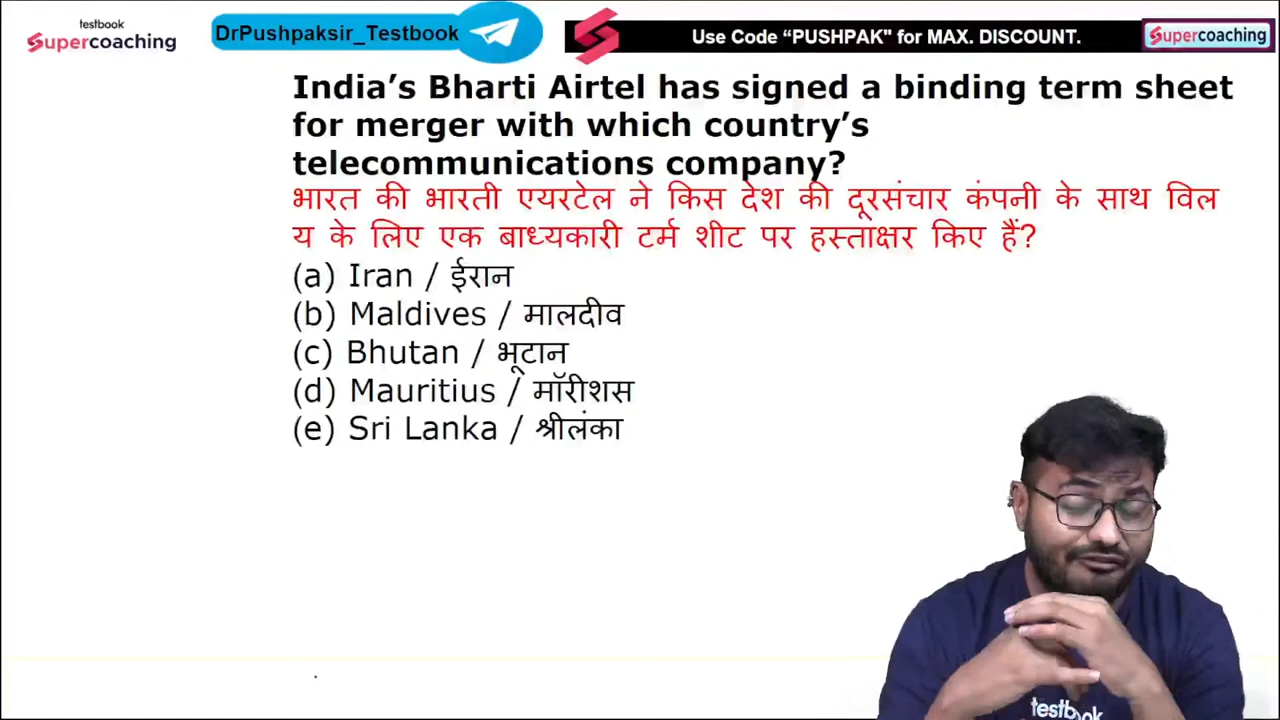 testbook
Supercoaching
DrPushpaksir_Testbook
Use Code “PUSHPAK" for MAX. DISCOUNT.
Supercoaching
India’s Bharti Airtel has signed a binding term sheet
for merger with which country’s
telecommunications company?
भारत की भारती एयरटेल ने किस देश की दूरसंचार कंपनी के साथ विल
य के लिए एक बाध्यकारी टर्म शीट पर हस्ताक्षर किए हैं?
(a) Iran / ईरान
(b) Maldives / मालदीव
(c) Bhutan / भूटान
(d) Mauritius / मॉरीशस
(e) Sri Lanka / श्रीलंका
testbook